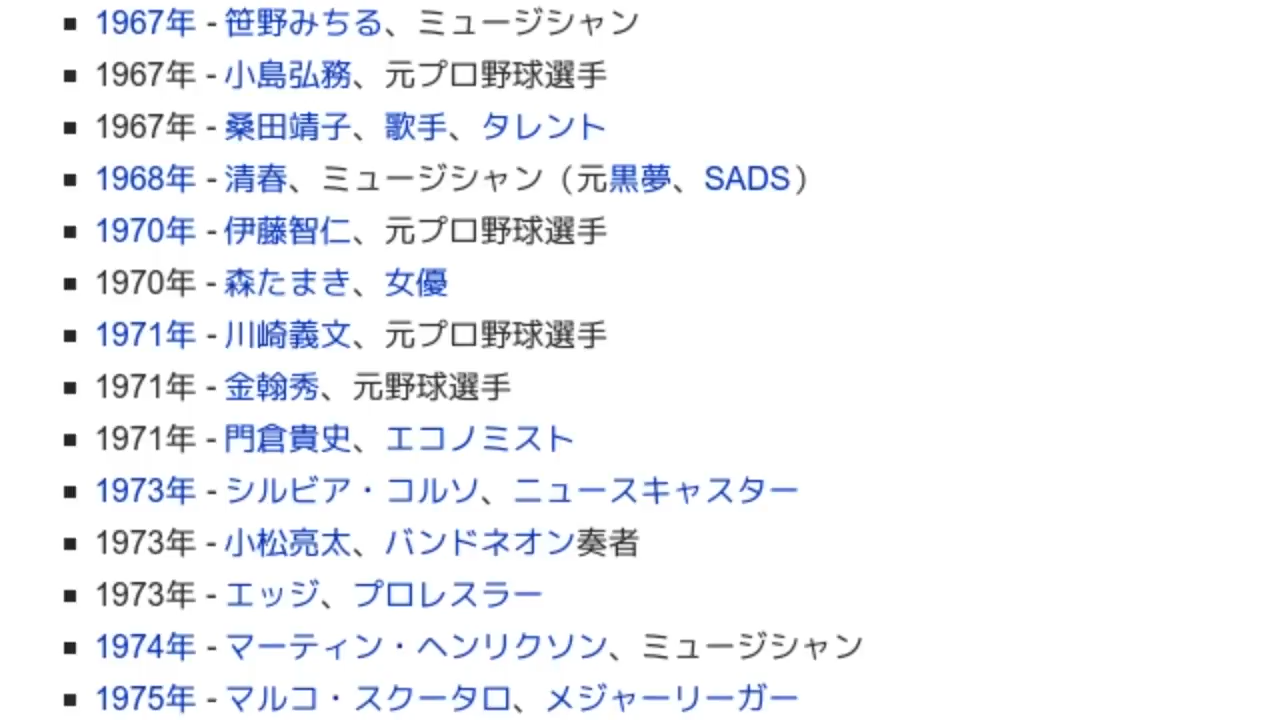 1967年 - 笹野みちる、ミュージシャン
1967年 - 小島弘務、元プロ野球選手
1967年 - 桑田靖子、歌手、タレント
1968年 - 清春、ミュージシャン（元黒夢、SADS）
1970年 - 伊藤智仁、元プロ野球選手
1970年 - 森たまき、女優
1971年 - 川崎義文、元プロ野球選手
1971年 - 金翰秀、元野球選手
1971年 - 門倉貴史、エコノミスト
1973年 - シルビア・コルソ、ニュースキャスター
1973年 - 小松亮太、バンドネオン奏者
1973年 - エッジ、プロレスラー
1974年 - マーティン・ヘンリクソン、ミュージシャン
1975年 - マルコ・スクータロ、メジャーリーガー